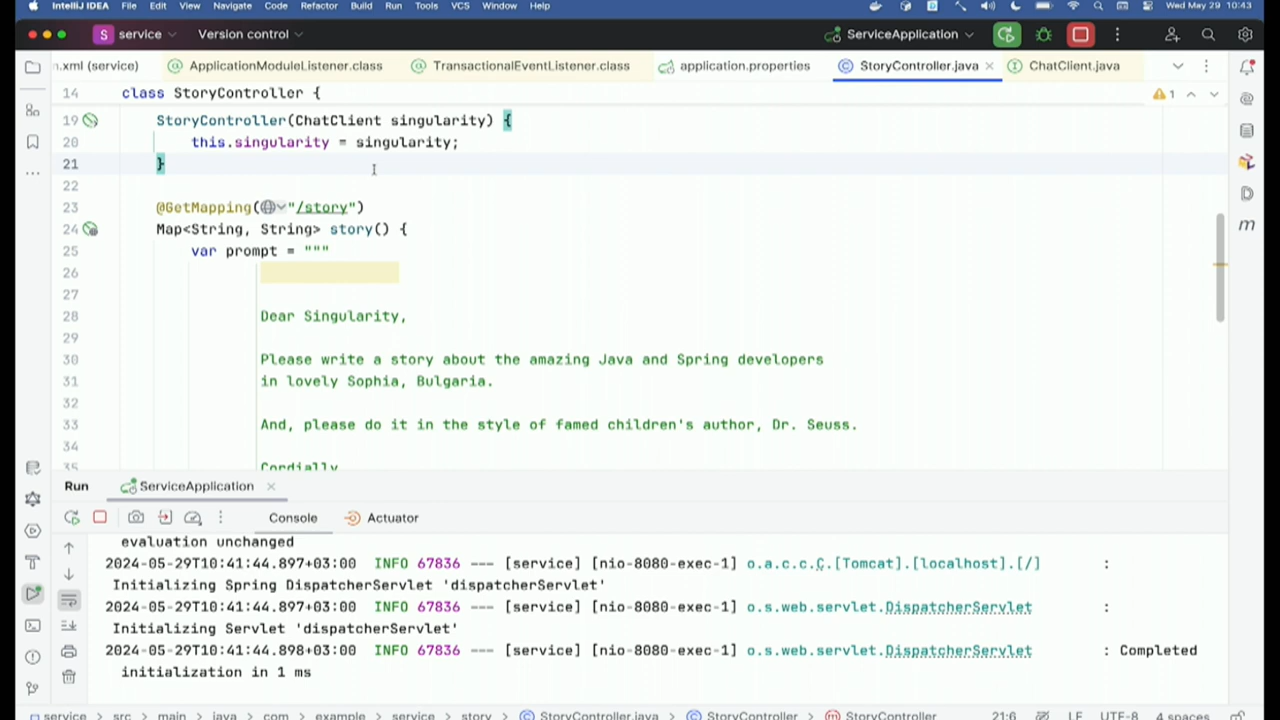 IntelliJ IDEA File Edit View Navigate Code Refactor Build Run Tools VCS Window Help Wed May 29 10:43
S service Version control ServiceApplication
n.xml (service) ApplicationModuleListener.class TransactionalEventListener.class application.properties StoryController.java ChatClient.java
14 class StoryController { 1
19 StoryController(ChatClient singularity) {
20 this.singularity = singularity;
21 }
22
23 @GetMapping("/story")
24 Map<String, String> story() {
25 var prompt = """
26
27
28 Dear Singularity,
29
30 Please write a story about the amazing Java and Spring developers
31 in lovely Sophia, Bulgaria.
32
33 And, please do it in the style of famed children's author, Dr. Seuss.
34
35 Cordially
Run ServiceApplication
Console Actuator
evaluation unchanged
2024-05-29T10:41:44.897+03:00 INFO 67836 --- [service] [nio-8080-exec-1] o.a.c.c.C.[Tomcat].[localhost].[/] :
Initializing Spring DispatcherServlet 'dispatcherServlet'
2024-05-29T10:41:44.897+03:00 INFO 67836 --- [service] [nio-8080-exec-1] o.s.web.servlet.DispatcherServlet :
Initializing Servlet 'dispatcherServlet'
2024-05-29T10:41:44.898+03:00 INFO 67836 --- [service] [nio-8080-exec-1] o.s.web.servlet.DispatcherServlet : Completed
initialization in 1 ms
service src main java com example service story StoryController.java StoryController StoryController 21:6 LF UTF-8 4 spaces